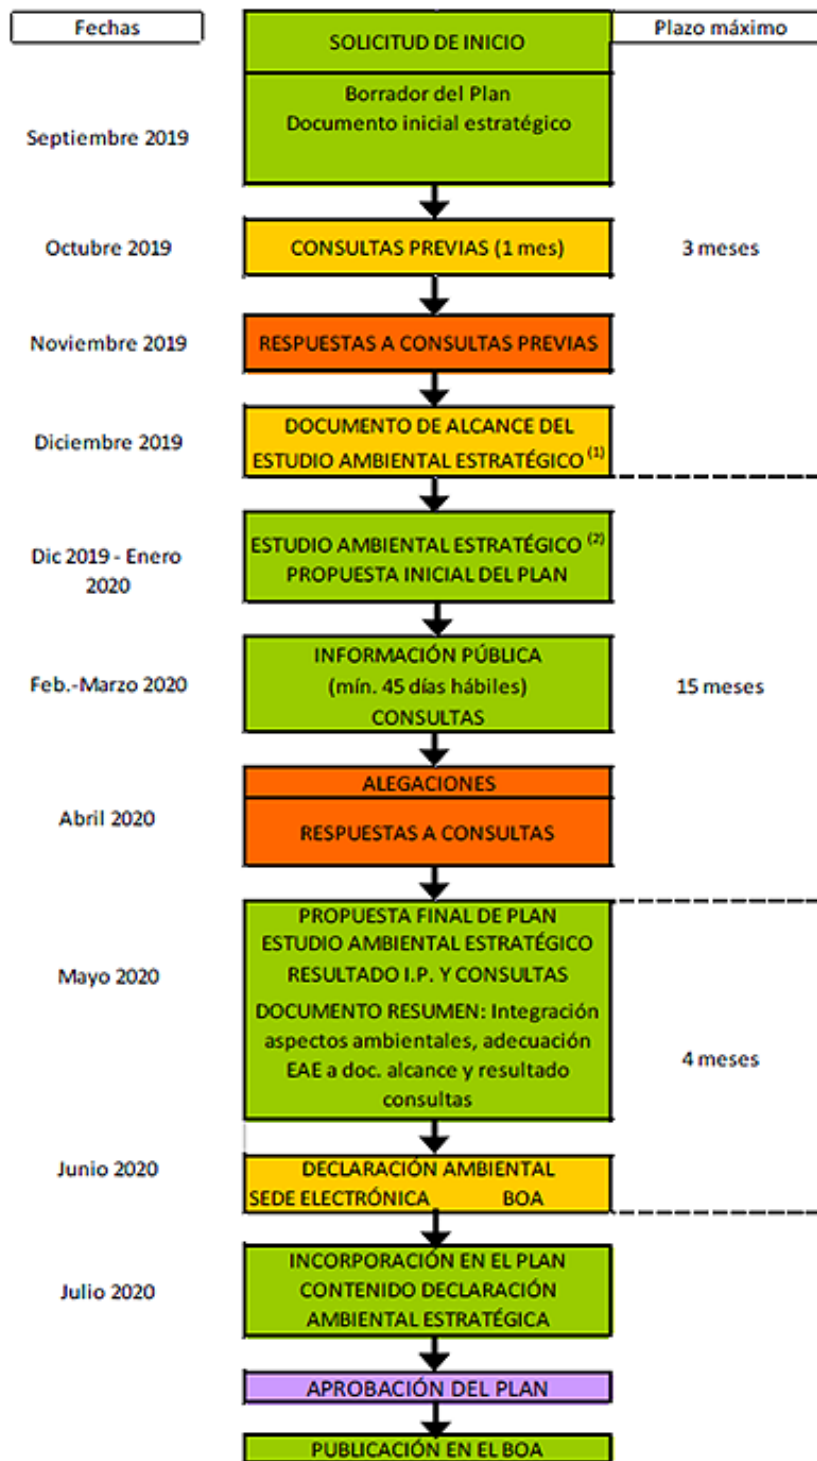 Fechas
SOLICITUD DE INICIO
Plazo máximo
Borrador del Plan
Documento inicial estratégico
Septiembre 2019
Octubre 2019
CONSULTAS PREVIAS (1 mes)
3 meses
Noviembre 2019
RESPUESTAS A CONSULTAS PREVIAS
Diciembre 2019
DOCUMENTO DE ALCANCE DEL
ESTUDIO AMBIENTAL ESTRATÉGICO (1)
Dic 2019 - Enero
2020
ESTUDIO AMBIENTAL ESTRATÉGICO (2)
PROPUESTA INICIAL DEL PLAN
Feb.-Marzo 2020
INFORMACIÓN PÚBLICA
(mín. 45 días hábiles)
CONSULTAS
15 meses
Abril 2020
ALEGACIONES
RESPUESTAS A CONSULTAS
Mayo 2020
PROPUESTA FINAL DE PLAN
ESTUDIO AMBIENTAL ESTRATÉGICO
RESULTADO I.P. Y CONSULTAS
DOCUMENTO RESUMEN: Integración
aspectos ambientales, adecuación
EAE a doc. alcance y resultado
consultas
4 meses
Junio 2020
DECLARACIÓN AMBIENTAL
SEDE ELECTRÓNICA BOA
Julio 2020
INCORPORACIÓN EN EL PLAN
CONTENIDO DECLARACIÓN
AMBIENTAL ESTRATÉGICA
APROBACIÓN DEL PLAN
PUBLICACIÓN EN EL BOA